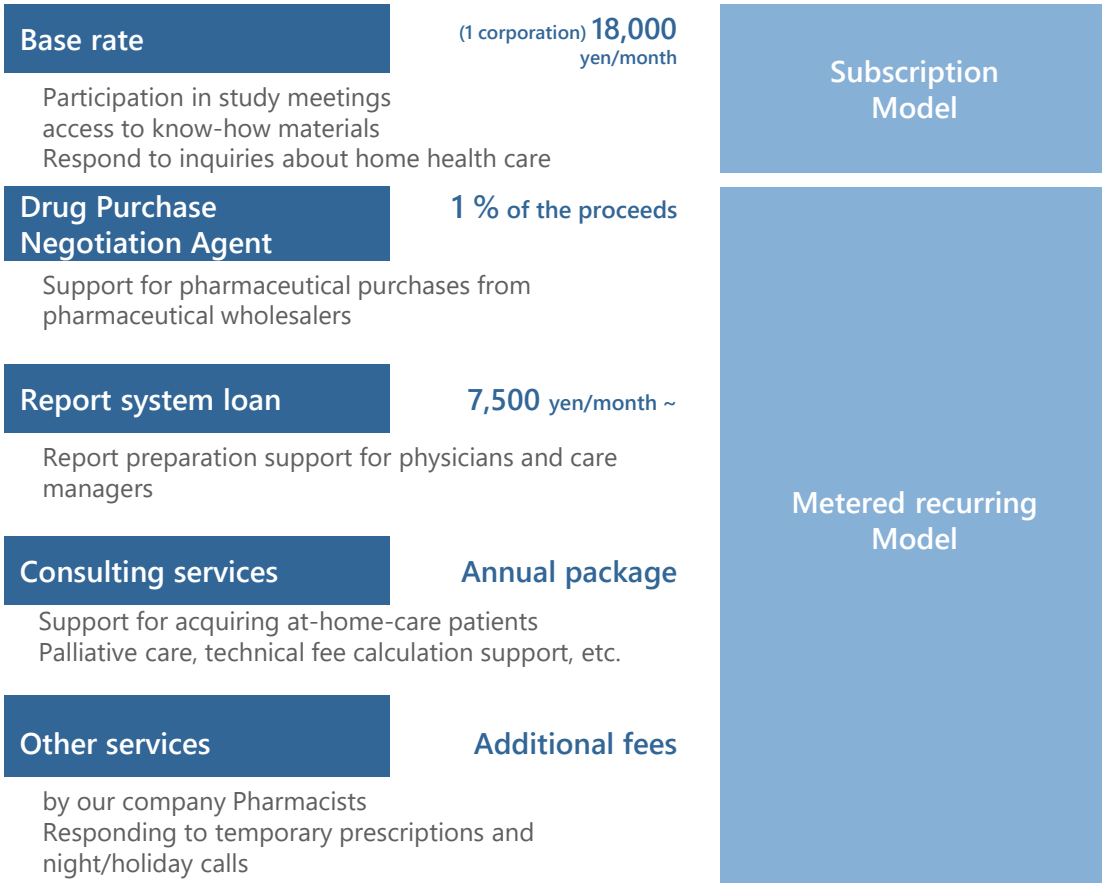 Base rate
(1 corporation) 18,000
yen/month
Participation in study meetings
access to know-how materials
Respond to inquiries about home health care
Subscription
Model
Drug Purchase
Negotiation Agent
1 % of the proceeds
Support for pharmaceutical purchases from
pharmaceutical wholesalers
Report system loan
7,500 yen/month ~
Report preparation support for physicians and care
managers
Consulting services
Annual package
Support for acquiring at-home-care patients
Palliative care, technical fee calculation support, etc.
Other services
Additional fees
by our company Pharmacists
Responding to temporary prescriptions and
night/holiday calls
Metered recurring
Model